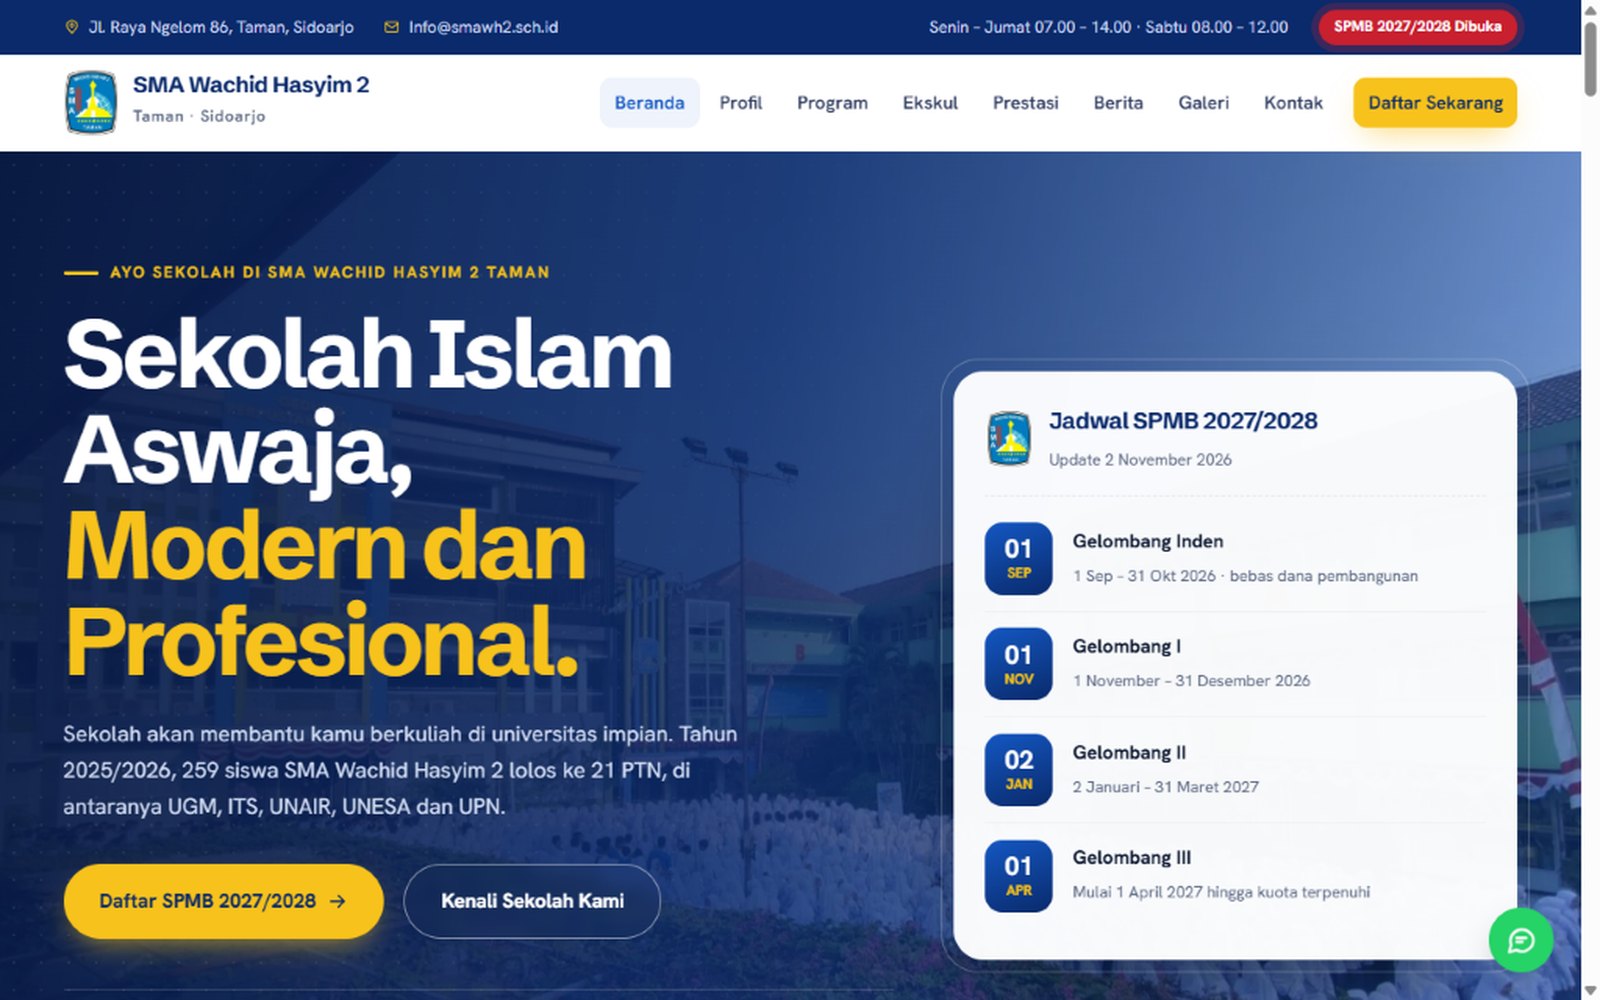 Jl. Raya Ngelom 86, Taman, Sidoarjo
Info@smawh2.sch.id
Senin – Jumat 07.00 – 14.00 · Sabtu 08.00 – 12.00
SPMB 2027/2028 Dibuka
SMA Wachid Hasyim 2
Taman · Sidoarjo
Beranda
Profil
Program
Ekskul
Prestasi
Berita
Galeri
Kontak
Daftar Sekarang
AYO SEKOLAH DI SMA WACHID HASYIM 2 TAMAN
Sekolah Islam
Aswaja,
Modern dan
Profesional.
Sekolah akan membantu kamu berkuliah di universitas impian. Tahun
2025/2026, 259 siswa SMA Wachid Hasyim 2 lolos ke 21 PTN, di
antaranya UGM, ITS, UNAIR, UNESA dan UPN.
Daftar SPMB 2027/2028 →
Kenali Sekolah Kami
Jadwal SPMB 2027/2028
Update 2 November 2026
01
SEP
Gelombang Inden
1 Sep – 31 Okt 2026 · bebas dana pembangunan
01
NOV
Gelombang I
1 November – 31 Desember 2026
02
JAN
Gelombang II
2 Januari – 31 Maret 2027
01
APR
Gelombang III
Mulai 1 April 2027 hingga kuota terpenuhi